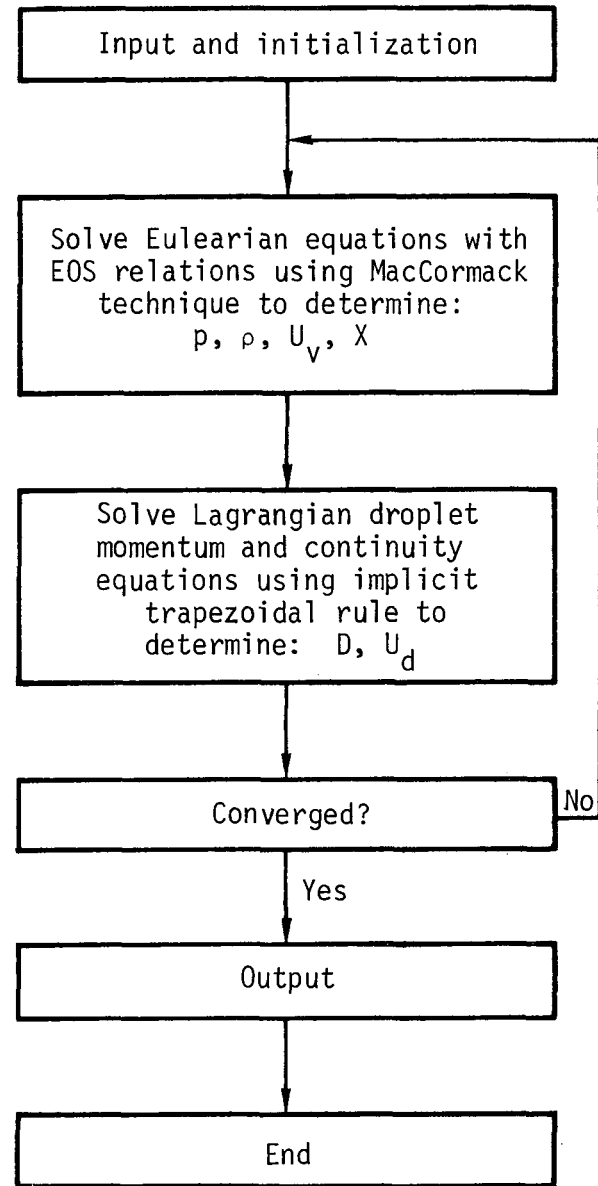 Input and initialization
Solve Eulearian equations with
EOS relations using MacCormack
technique to determine:
p, ρ, U_v, X
Solve Lagrangian droplet
momentum and continuity
equations using implicit
trapezoidal rule to
determine: D, U_d
Converged?
No
Yes
Output
End